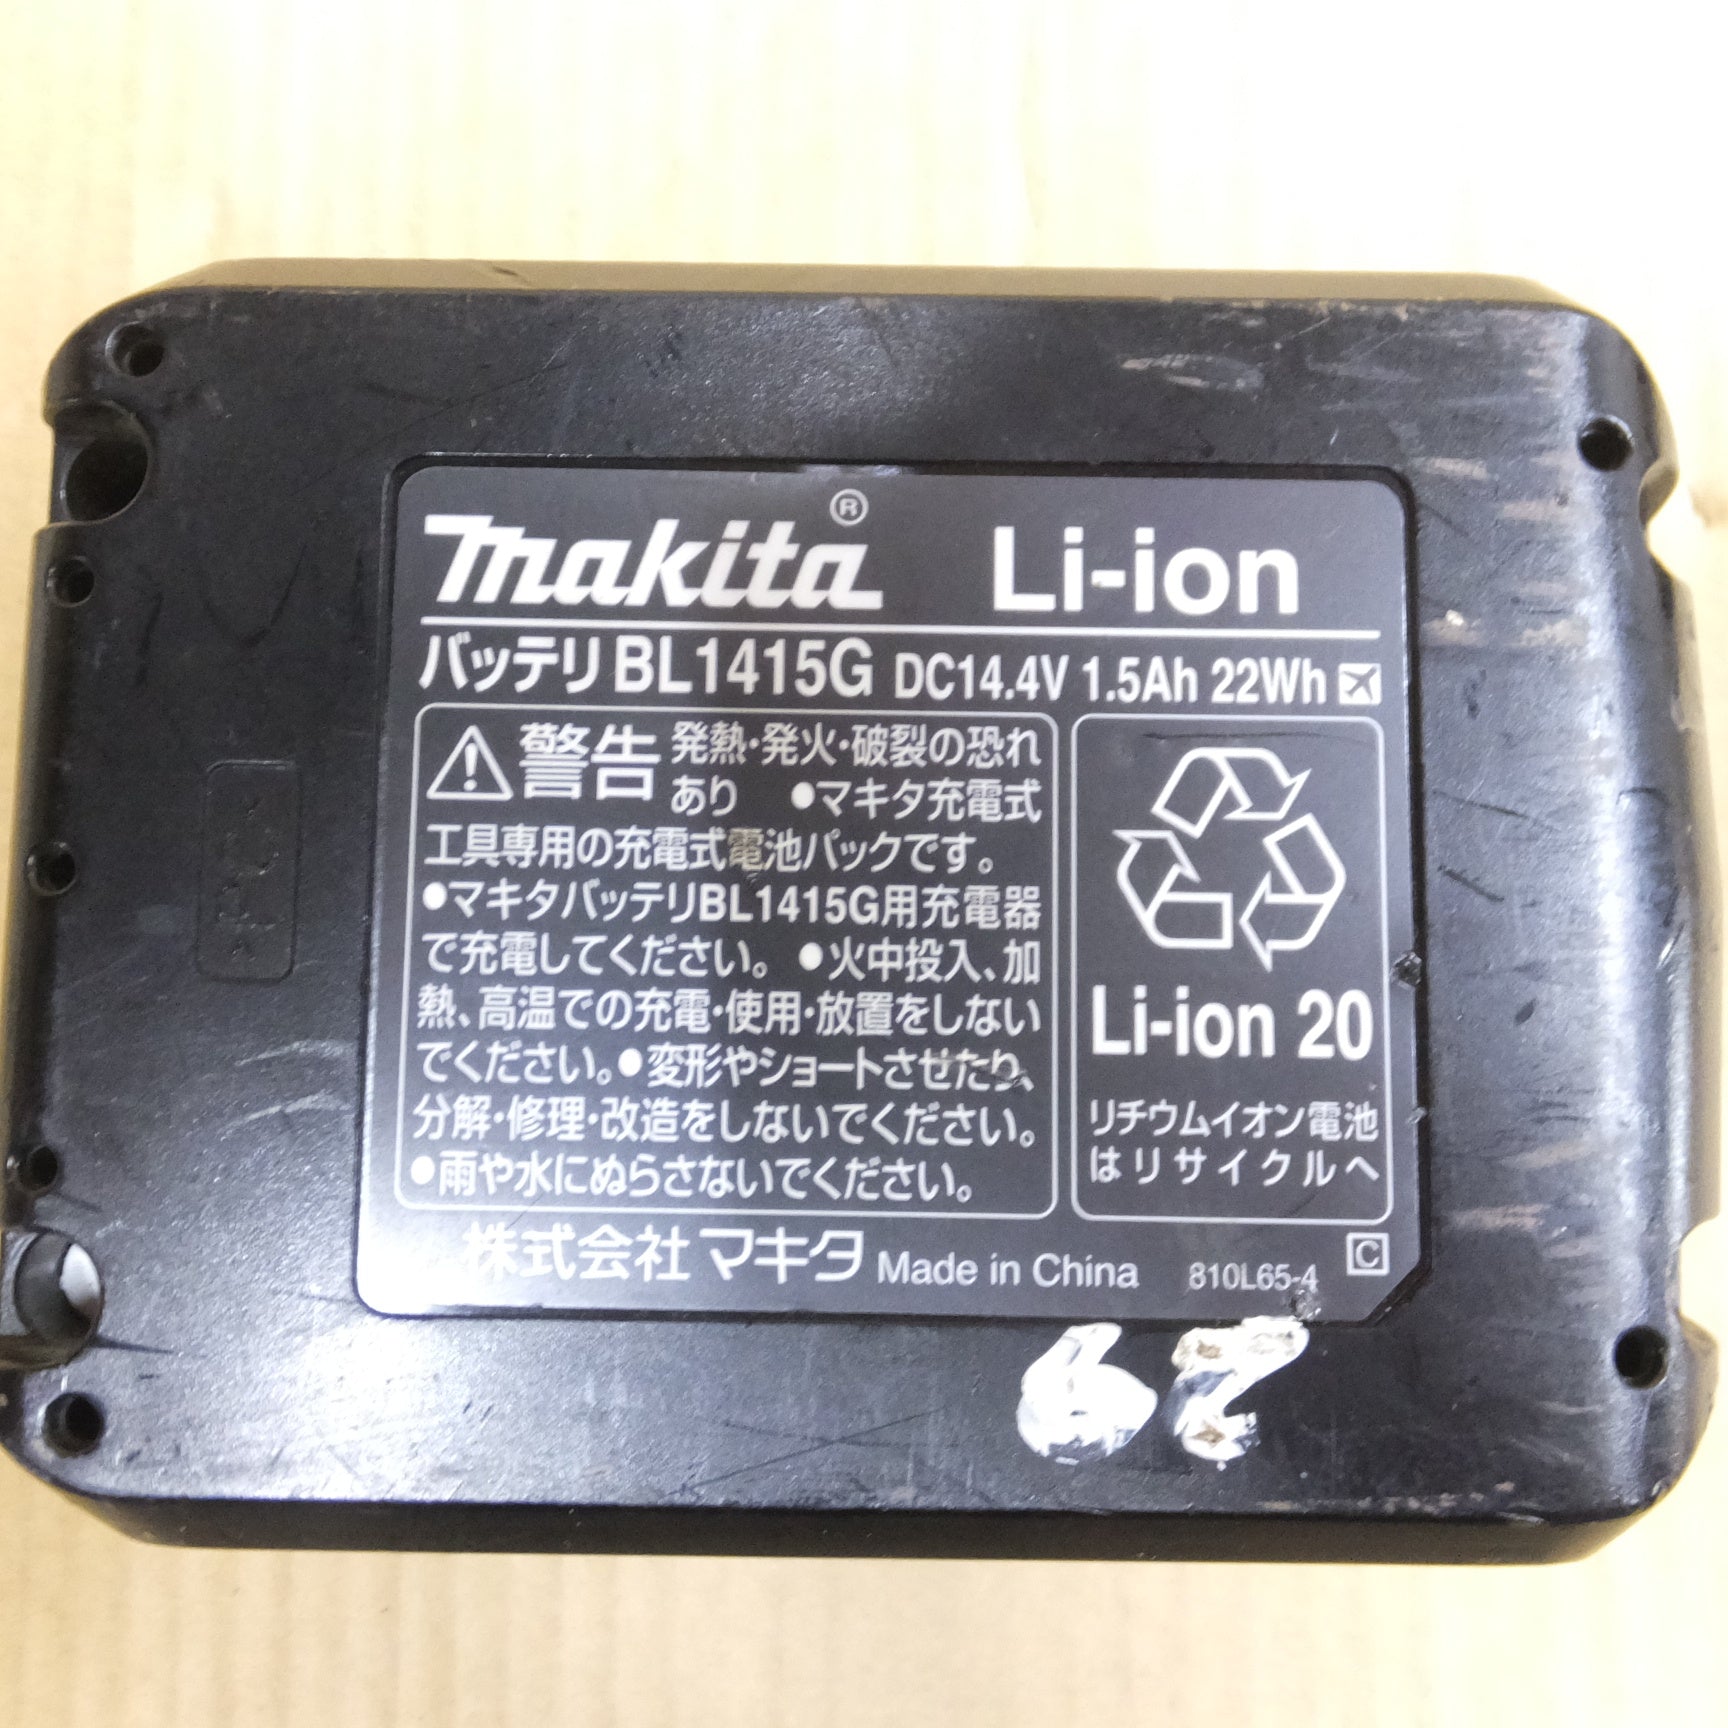 makita® Li-ion
バッテリ BL1415G DC14.4V 1.5Ah 22Wh
警告 発熱・発火・破裂の恐れ
あり ●マキタ充電式
工具専用の充電式電池パックです。
●マキタバッテリBL1415G用充電器
で充電してください。 ●火中投入、加
熱、高温での充電・使用・放置をしない
でください。●変形やショートさせたり、
分解・修理・改造をしないでください。
●雨や水にぬらさないでください。
Li-ion 20
リチウムイオン電池
はリサイクルへ
株式会社マキタ Made in China 810L65-4 C